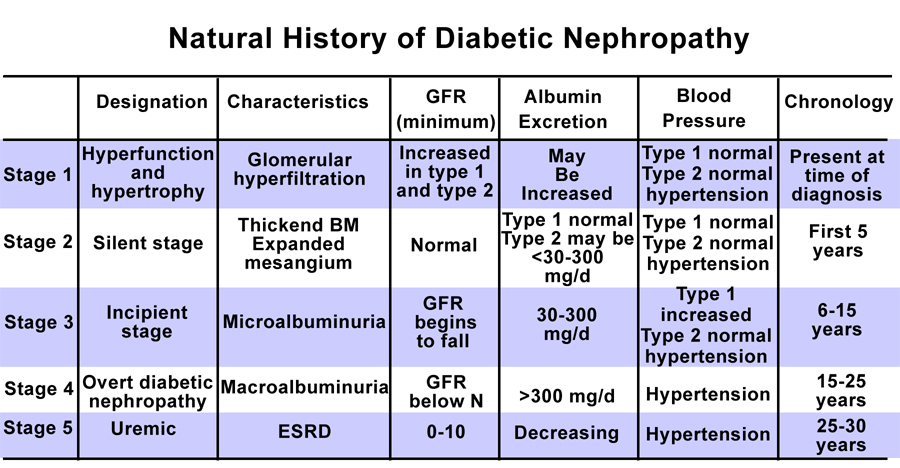 Natural History of Diabetic Nephropathy
Designation
Characteristics
GFR
(minimum)
Albumin
Excretion
Blood
Pressure
Chronology
Stage 1
Hyperfunction
and
hypertrophy
Glomerular
hyperfiltration
Increased
in type 1
and type 2
May
Be
Increased
Type 1 normal
Type 2 normal
hypertension
Present at
time of
diagnosis
Stage 2
Silent stage
Thickend BM
Expanded
mesangium
Normal
Type 1 normal
Type 2 may be
<30-300
mg/d
Type 1 normal
Type 2 normal
hypertension
First 5
years
Stage 3
Incipient
stage
Microalbuminuria
GFR
begins
to fall
30-300
mg/d
Type 1
increased
Type 2 normal
hypertension
6-15
years
Stage 4
Overt diabetic
nephropathy
Macroalbuminuria
GFR
below N
>300 mg/d
Hypertension
15-25
years
Stage 5
Uremic
ESRD
0-10
Decreasing
Hypertension
25-30
years